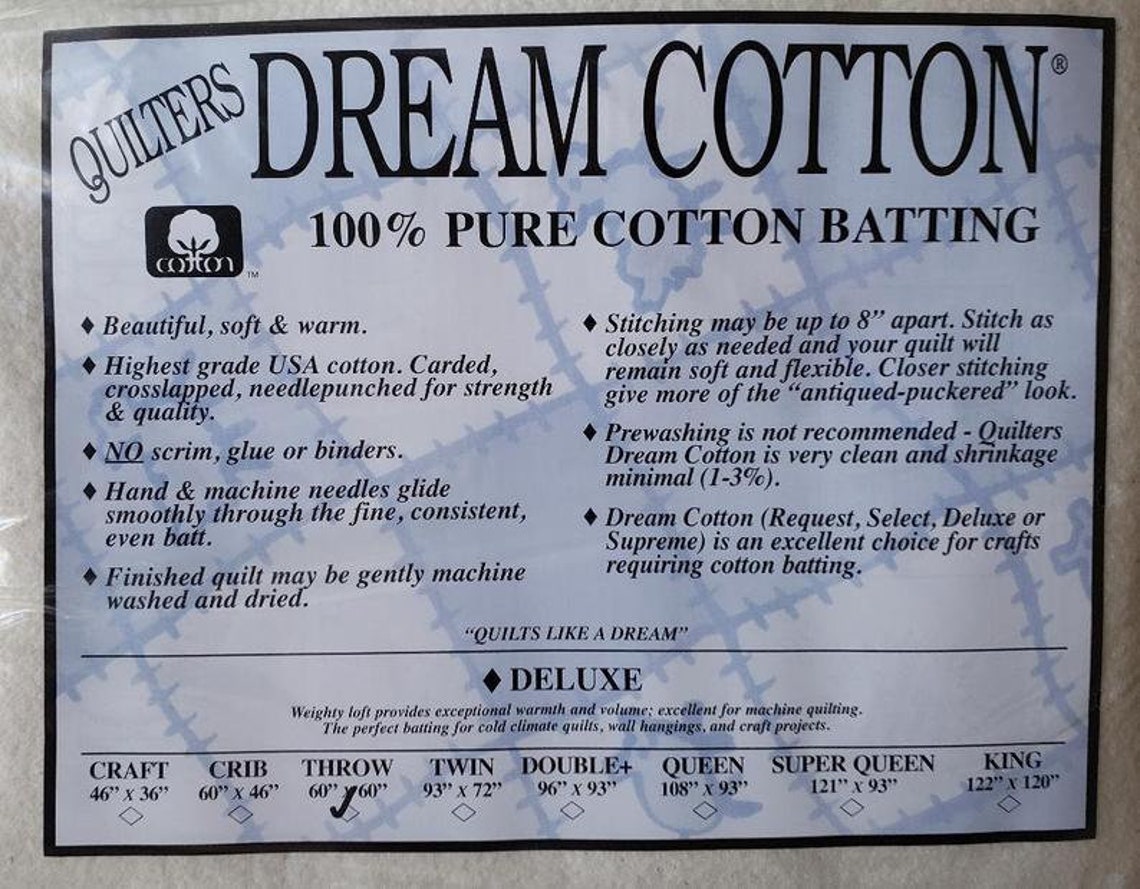 QUILTERS DREAM COTTON®
cotton ™
100% PURE COTTON BATTING
♦ Beautiful, soft & warm.
♦ Highest grade USA cotton. Carded,
crosslapped, needlepunched for strength
& quality.
♦ NO scrim, glue or binders.
♦ Hand & machine needles glide
smoothly through the fine, consistent,
even batt.
♦ Finished quilt may be gently machine
washed and dried.
♦ Stitching may be up to 8” apart. Stitch as
closely as needed and your quilt will
remain soft and flexible. Closer stitching
give more of the “antiqued-puckered” look.
♦ Prewashing is not recommended - Quilters
Dream Cotton is very clean and shrinkage
minimal (1-3%).
♦ Dream Cotton (Request, Select, Deluxe or
Supreme) is an excellent choice for crafts
requiring cotton batting.
“QUILTS LIKE A DREAM”
♦ DELUXE
Weighty loft provides exceptional warmth and volume; excellent for machine quilting.
The perfect batting for cold climate quilts, wall hangings, and craft projects.
CRAFT CRIB THROW TWIN DOUBLE+ QUEEN SUPER QUEEN KING
46” X 36” 60” X 46” 60” X 60” 93” X 72” 96” X 93” 108” X 93” 121” X 93” 122” X 120”